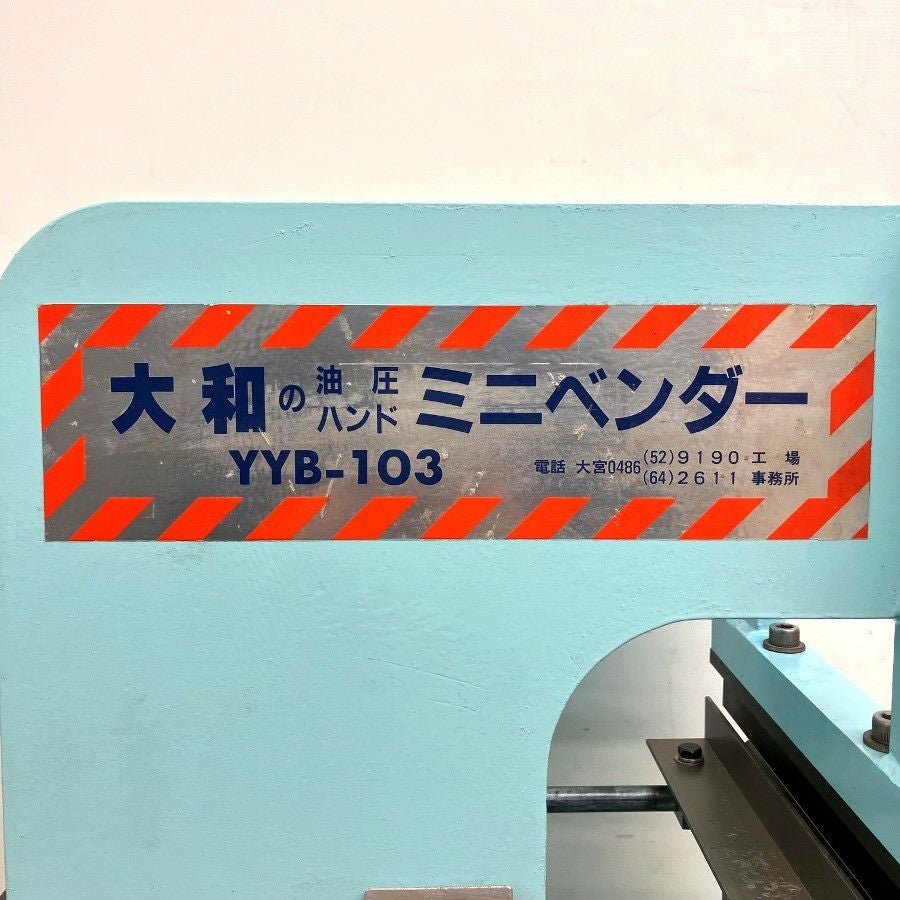 大和の油圧ハンドミニベンダー
YYB-103
電話 大宮0486(52)9190 工場
(64)2611 事務所